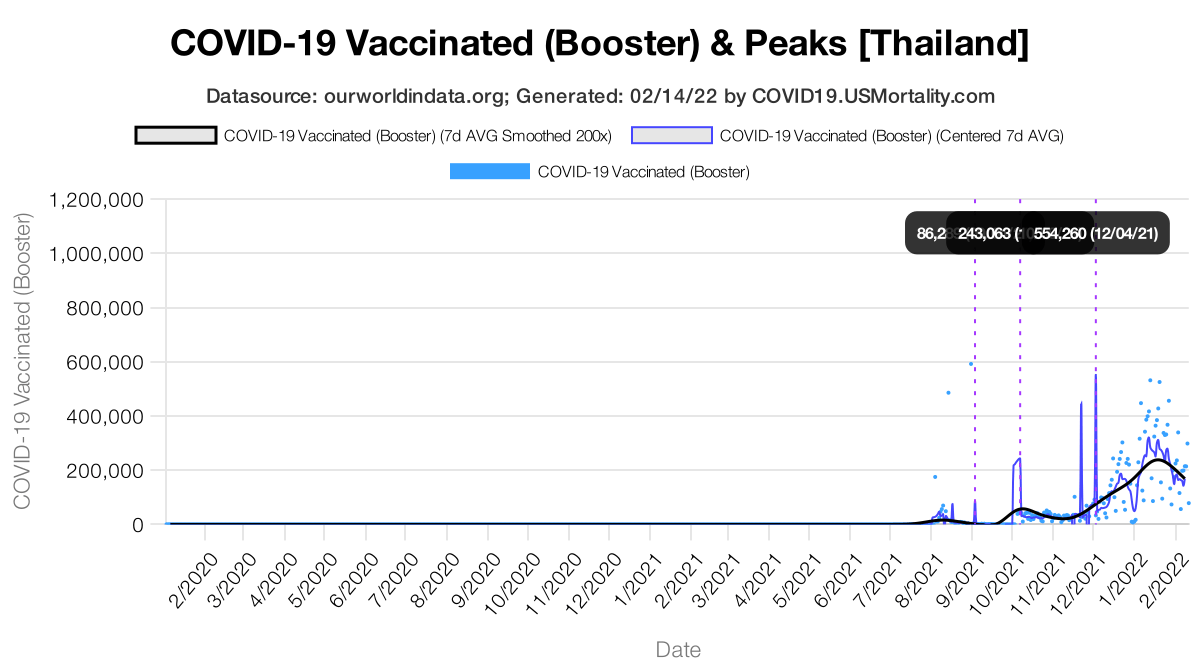 COVID-19 Vaccinated (Booster) & Peaks [Thailand]
Datasource: ourworldindata.org; Generated: 02/14/22 by COVID19.USMortality.com
COVID-19 Vaccinated (Booster) (7d AVG Smoothed 200x) COVID-19 Vaccinated (Booster) (Centered 7d AVG)
COVID-19 Vaccinated (Booster)
COVID-19 Vaccinated (Booster)
1,200,000
1,000,000
800,000
600,000
400,000
200,000
0
86,2 243,063 ( 554,260 (12/04/21)
2/2020 3/2020 4/2020 5/2020 6/2020 7/2020 8/2020 9/2020 10/2020 11/2020 12/2020 1/2021 2/2021 3/2021 4/2021 5/2021 6/2021 7/2021 8/2021 9/2021 10/2021 11/2021 12/2021 1/2022 2/2022
Date